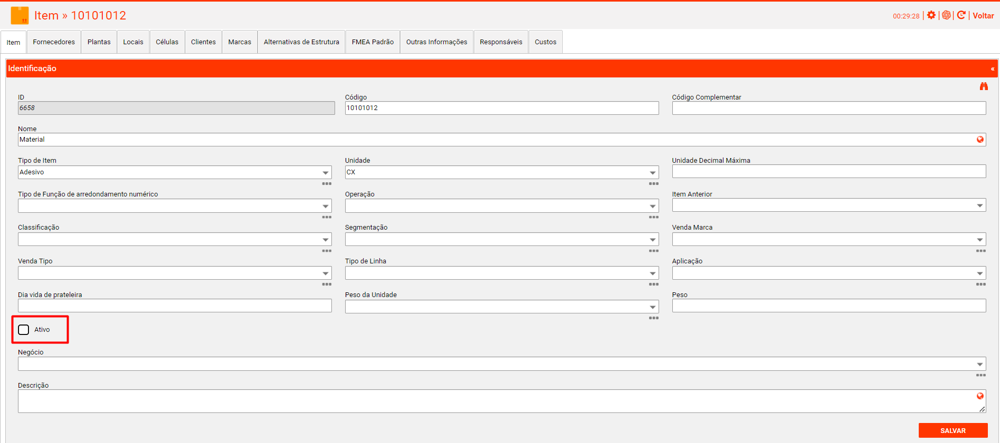 Item » 10101012
00:29:28 | | | | Voltar
Item Fornecedores Plantas Locais Células Clientes Marcas Alternativas de Estrutura FMEA Padrão Outras Informações Responsáveis Custos
Identificação «
ID Código Código Complementar
6658 10101012
Nome
Material
Tipo de Item Unidade Unidade Decimal Máxima
Adesivo CX
Tipo de Função de arredondamento numérico Operação Item Anterior
Classificação Segmentação Venda Marca
Venda Tipo Tipo de Linha Aplicação
Dia vida de prateleira Peso da Unidade Peso
Ativo
Negócio
Descrição
SALVAR